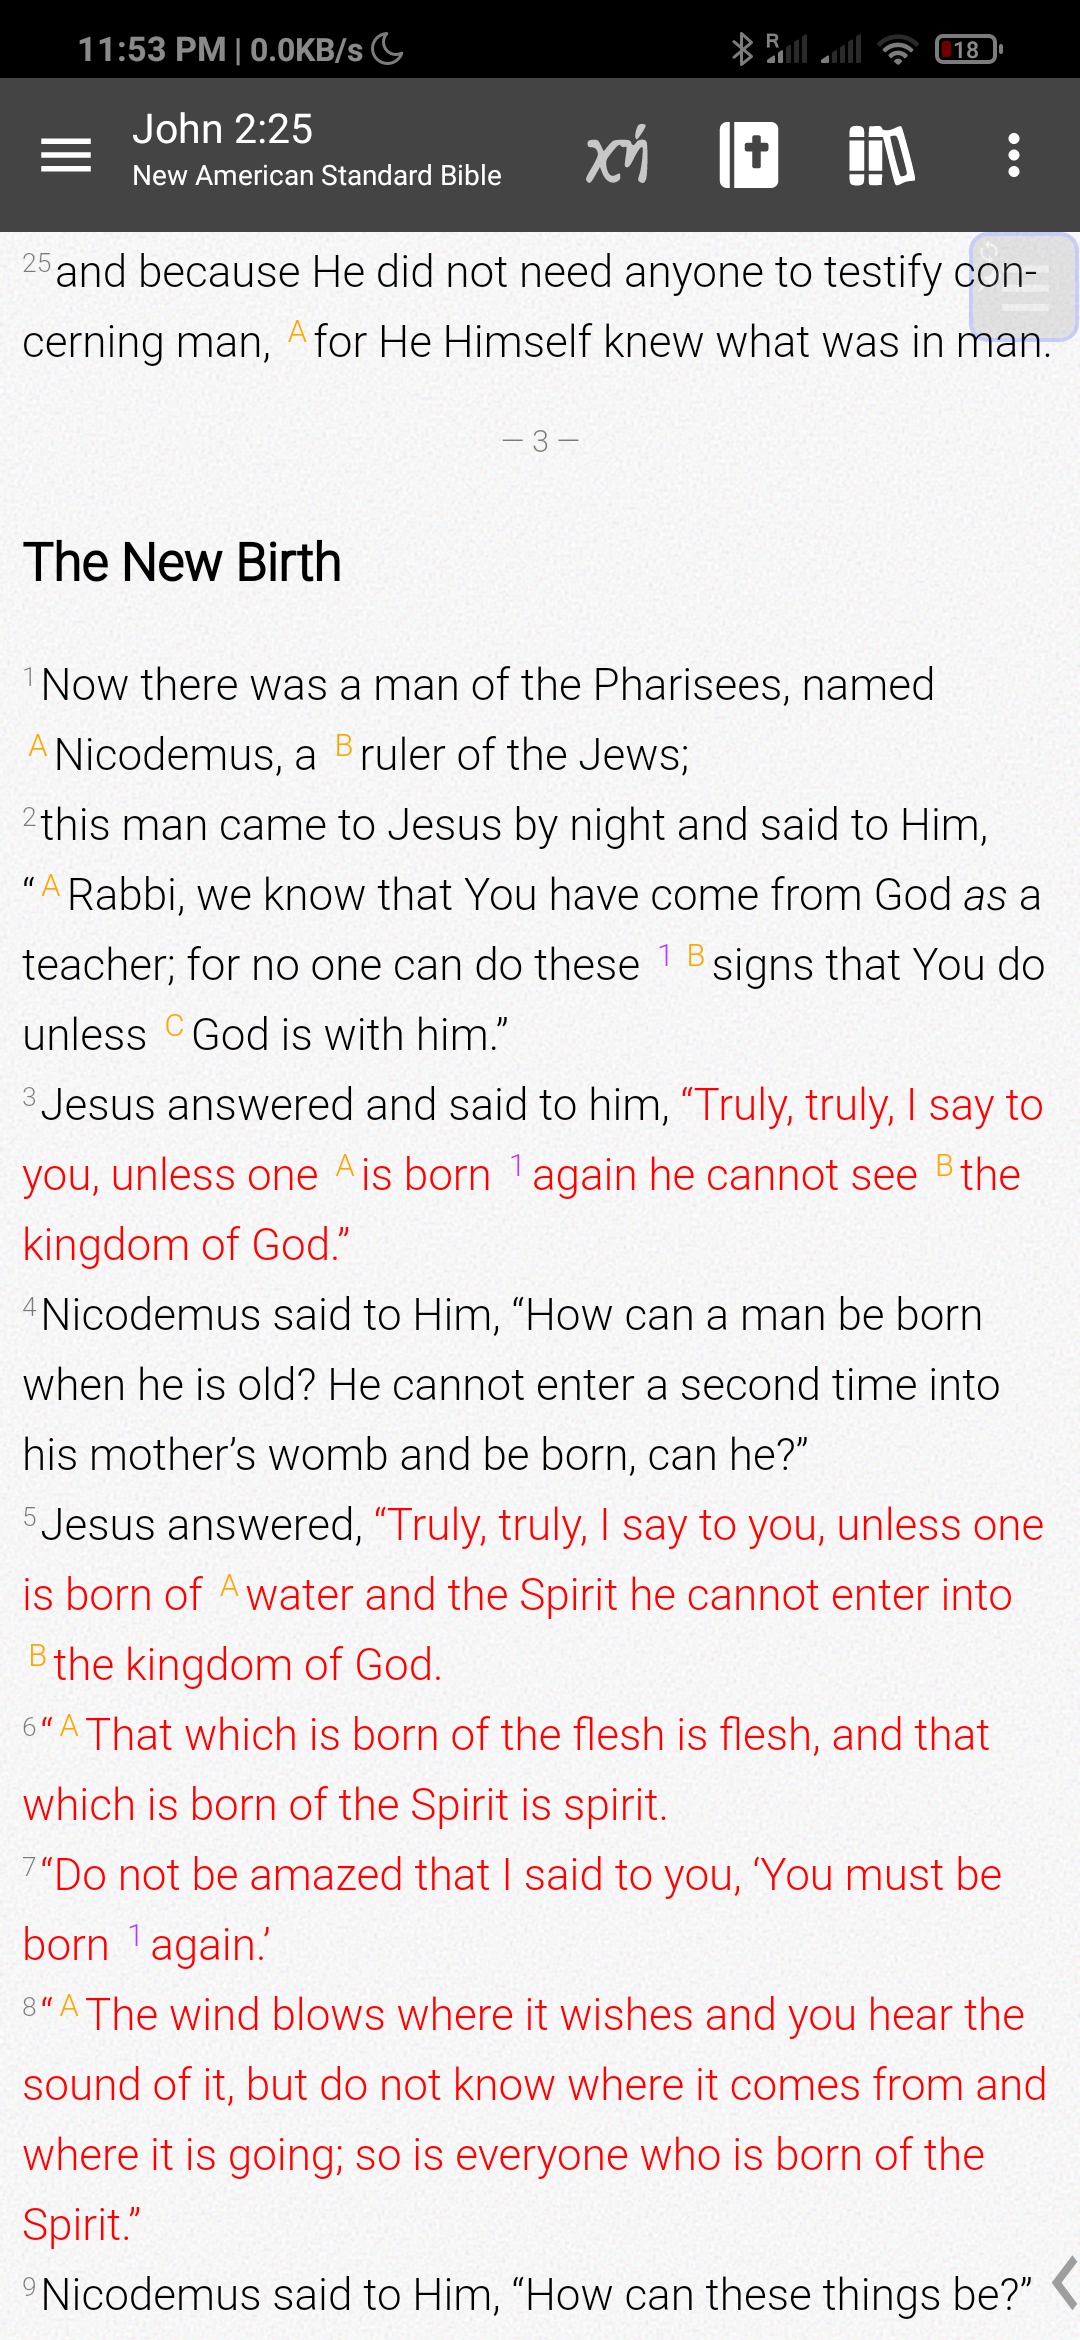 11:53 PM | 0.0KB/s
R
18
John 2:25
New American Standard Bible
χή
25 and because He did not need anyone to testify con-
cerning man, A for He Himself knew what was in man.
— 3 —
The New Birth
1 Now there was a man of the Pharisees, named
A Nicodemus, a B ruler of the Jews;
2 this man came to Jesus by night and said to Him,
“ A Rabbi, we know that You have come from God as a
teacher; for no one can do these 1 B signs that You do
unless C God is with him.”
3 Jesus answered and said to him, “Truly, truly, I say to
you, unless one A is born 1 again he cannot see B the
kingdom of God.”
4 Nicodemus said to Him, “How can a man be born
when he is old? He cannot enter a second time into
his mother’s womb and be born, can he?”
5 Jesus answered, “Truly, truly, I say to you, unless one
is born of A water and the Spirit he cannot enter into
B the kingdom of God.
6 “ A That which is born of the flesh is flesh, and that
which is born of the Spirit is spirit.
7 “Do not be amazed that I said to you, ‘You must be
born 1 again.’
8 “ A The wind blows where it wishes and you hear the
sound of it, but do not know where it comes from and
where it is going; so is everyone who is born of the
Spirit.”
9 Nicodemus said to Him, “How can these things be?”